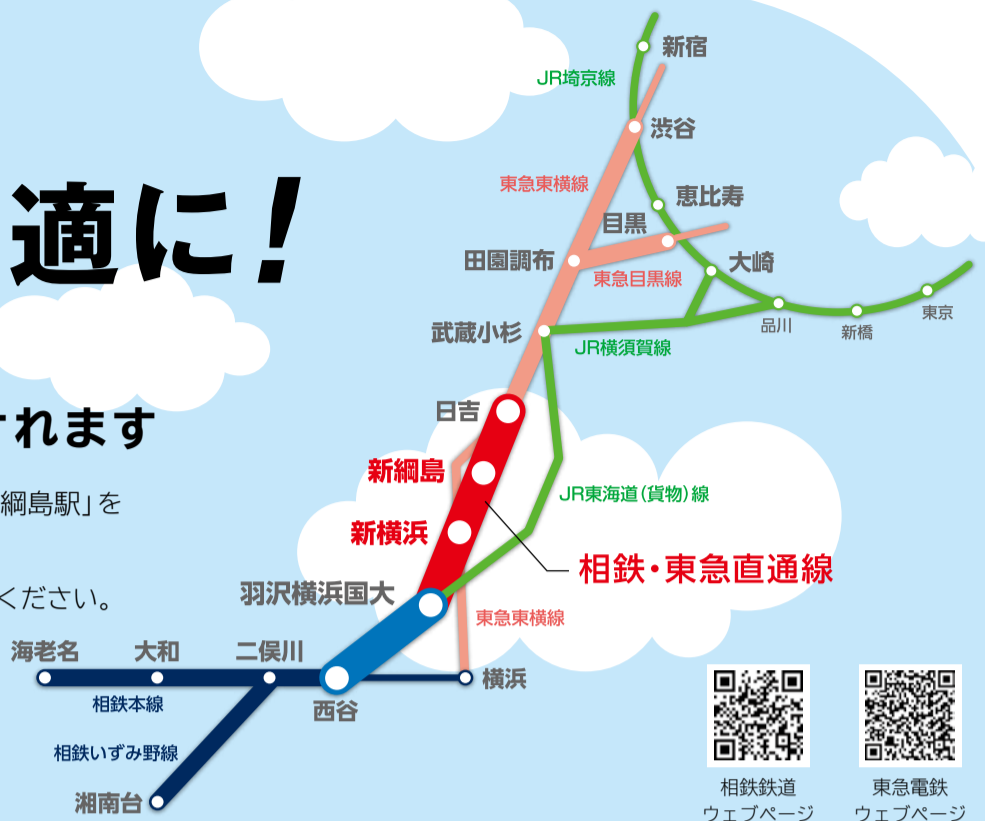 適に!
れます
綱島駅」を
ください。
新宿
JR埼京線
渋谷
東急東横線
恵比寿
目黒
田園調布
大崎
東急目黒線
武蔵小杉
品川
新橋
東京
JR横須賀線
日吉
新綱島
JR東海道(貨物)線
新横浜
相鉄・東急直通線
羽沢横浜国大
東急東横線
海老名
大和
二俣川
横浜
相鉄本線
西谷
相鉄いずみ野線
湘南台
相鉄鉄道
ウェブページ
東急電鉄
ウェブページ